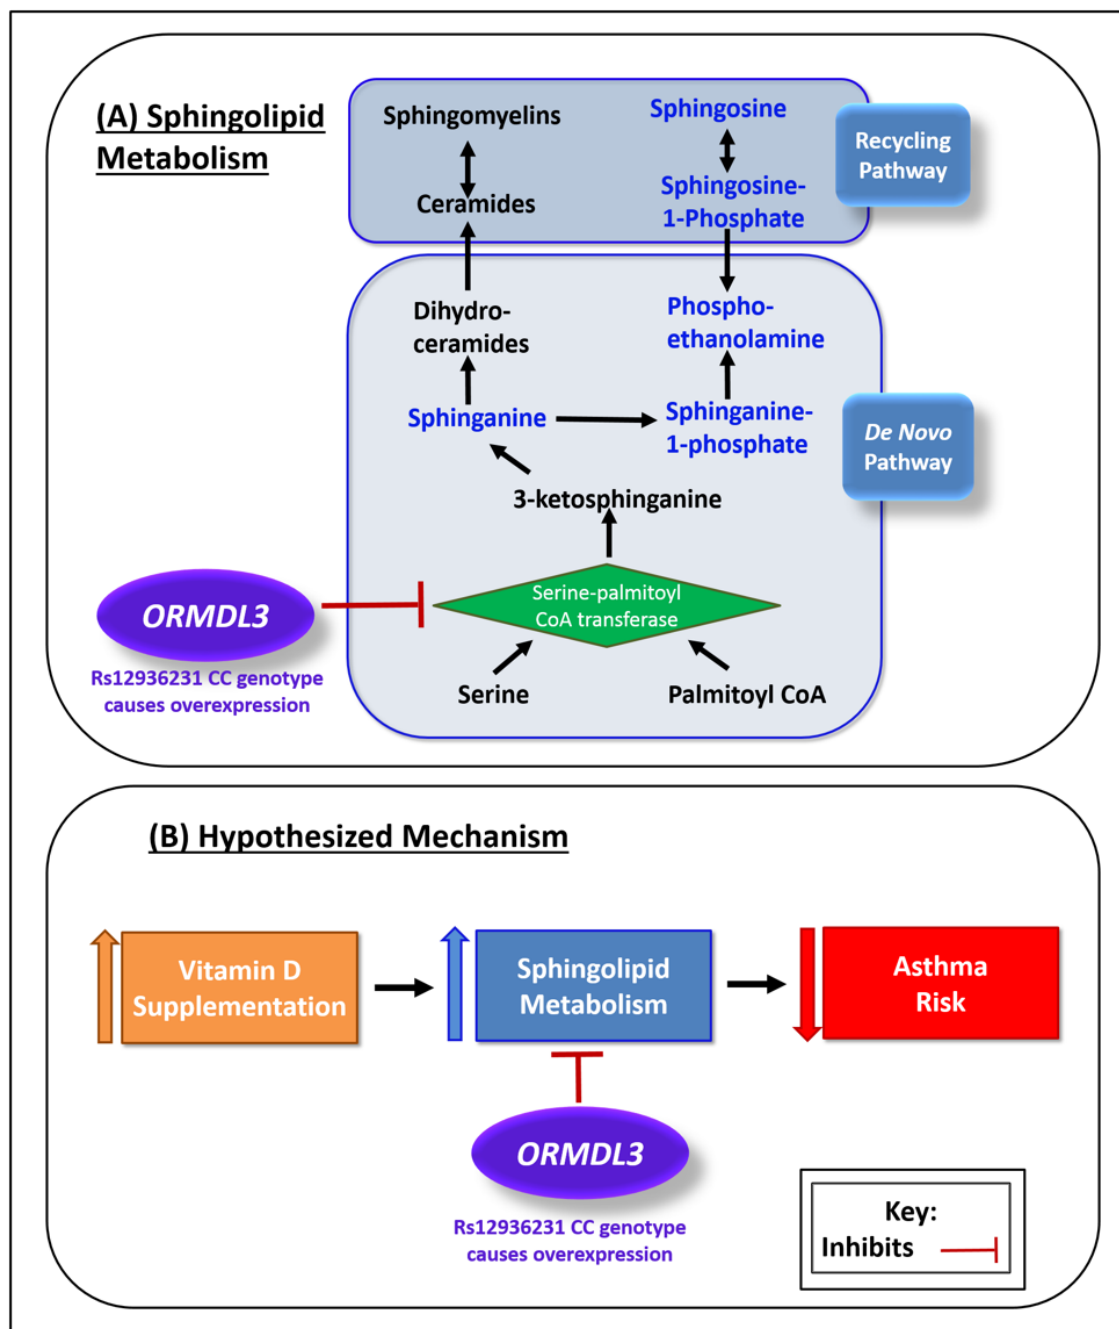 (A) Sphingolipid
Metabolism
Sphingomyelins
Ceramides
Sphingosine
Sphingosine-
1-Phosphate
Recycling
Pathway
Dihydro-
ceramides
Phospho-
ethanolamine
Sphinganine
Sphinganine-
1-phosphate
De Novo
Pathway
3-ketosphinganine
Serine-palmitoyl
CoA transferase
ORMDL3
Rs12936231 CC genotype
causes overexpression
Serine
Palmitoyl CoA
(B) Hypothesized Mechanism
Vitamin D
Supplementation
Sphingolipid
Metabolism
Asthma
Risk
ORMDL3
Rs12936231 CC genotype
causes overexpression
Key:
Inhibits